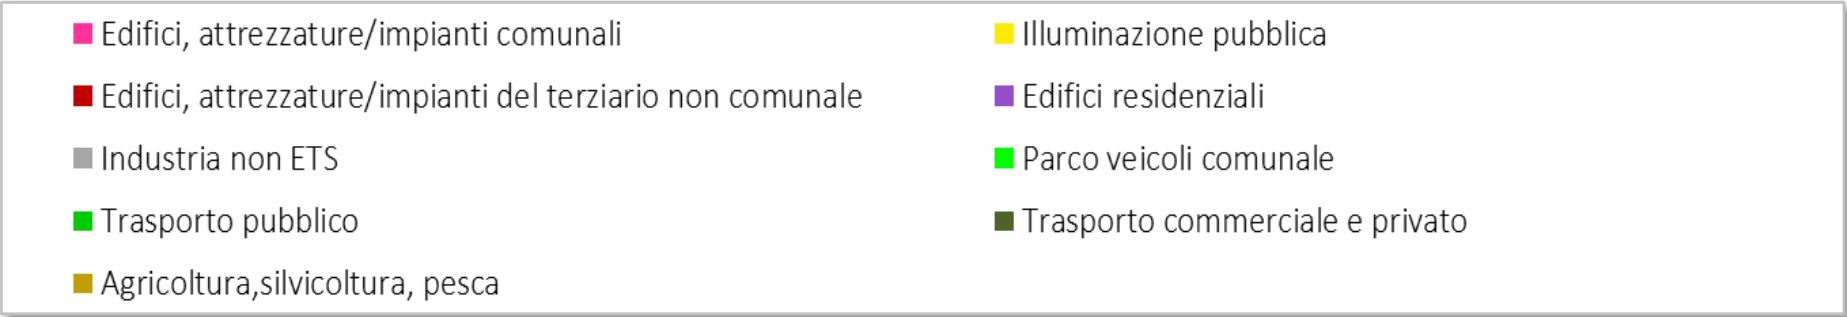 Edifici, attrezzature/impianti comunali
Illuminazione pubblica
Edifici, attrezzature/impianti del terziario non comunale
Edifici residenziali
Industria non ETS
Parco veicoli comunale
Trasporto pubblico
Trasporto commerciale e privato
Agricoltura,silvicoltura, pesca